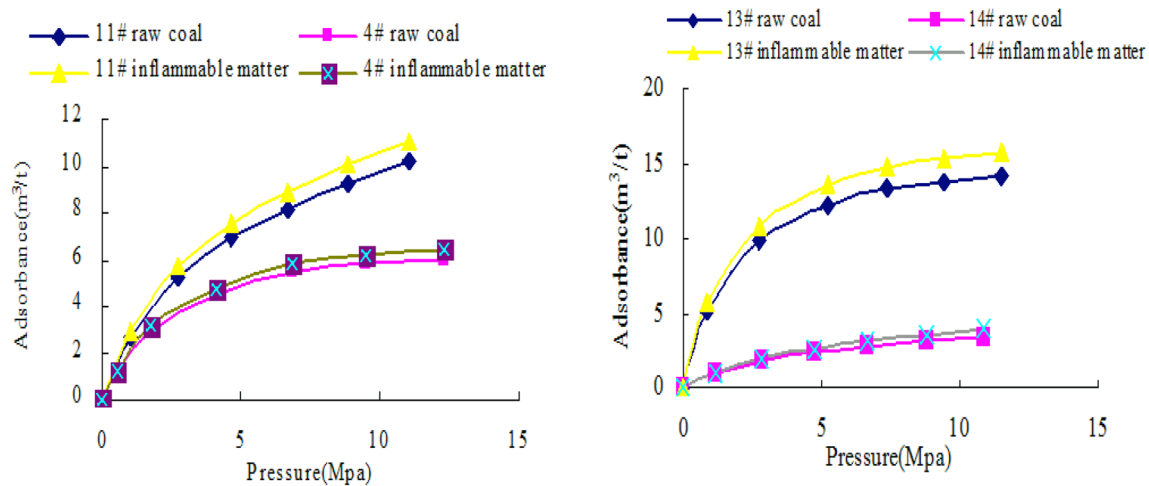 11# raw coal 4# raw coal
11# inflammable matter 4# inflammable matter
12
10
8
6
4
2
0
0 5 10 15
Adsorbance(m³/t)
Pressure(Mpa)
13# raw coal 14# raw coal
13# inflammable matter 14# inflammable matter
20
15
10
5
0
0 5 10 15
Adsorbance(m³/t)
Pressure(Mpa)